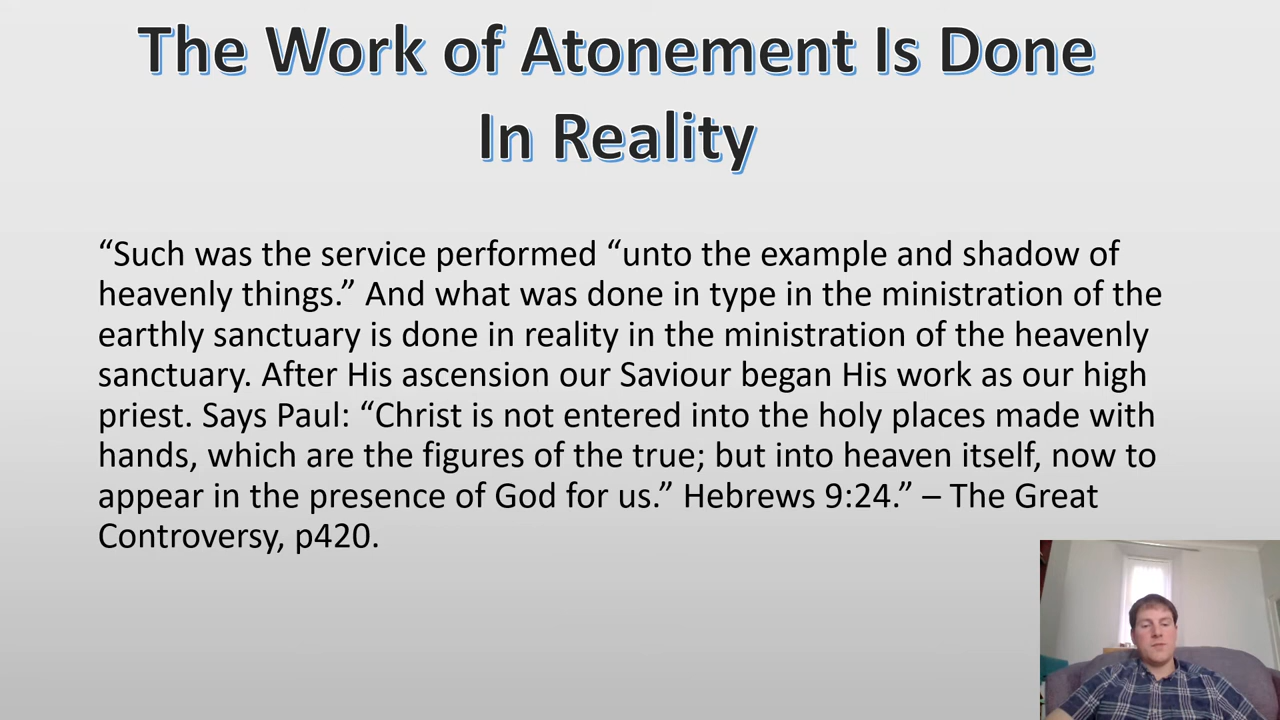 The Work of Atonement Is Done
In Reality
“Such was the service performed “unto the example and shadow of
heavenly things.” And what was done in type in the ministration of the
earthly sanctuary is done in reality in the ministration of the heavenly
sanctuary. After His ascension our Saviour began His work as our high
priest. Says Paul: “Christ is not entered into the holy places made with
hands, which are the figures of the true; but into heaven itself, now to
appear in the presence of God for us.” Hebrews 9:24.” – The Great
Controversy, p420.